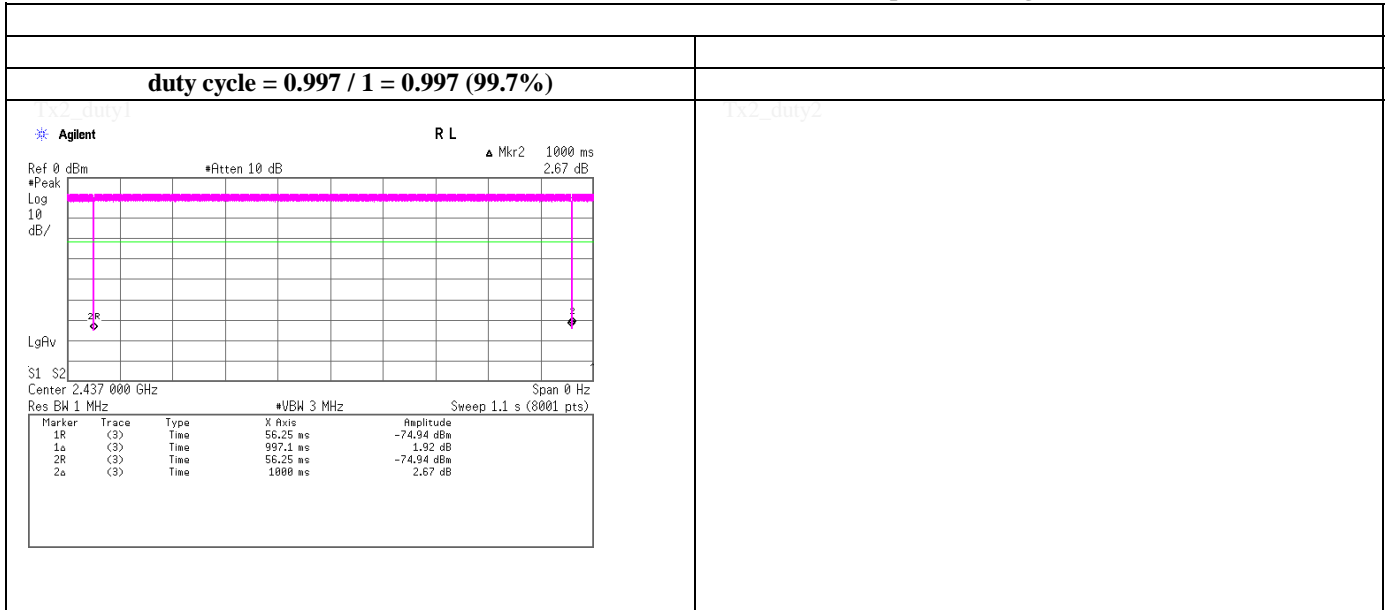 duty cycle = 0.997 / 1 = 0.997 (99.7%)
Tx2_duty1
Tx2_duty2
Agilent R L
Δ Mkr2 1000 ms
Ref 0 dBm #Atten 10 dB 2.67 dB
#Peak
Log
10
dB/
2R
2
LgAv
S1 S2
Center 2.437 000 GHz Span 0 Hz
Res BW 1 MHz #VBW 3 MHz Sweep 1.1 s (8001 pts)
Marker Trace Type X Axis Amplitude
1R (3) Time 56.25 ms -74.94 dBm
1Δ (3) Time 997.1 ms 1.92 dB
2R (3) Time 56.25 ms -74.94 dBm
2Δ (3) Time 1000 ms 2.67 dB